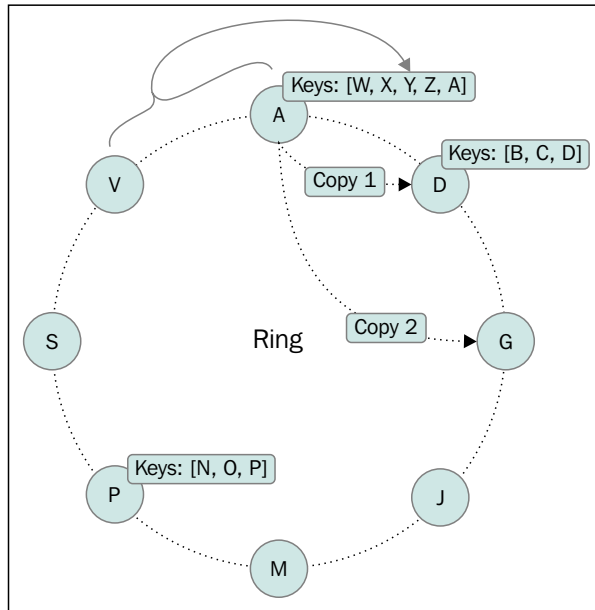 Keys: [W, X, Y, Z, A]
A
Keys: [B, C, D]
V
Copy 1
D
Copy 2
S
Ring
G
Keys: [N, O, P]
P
J
M